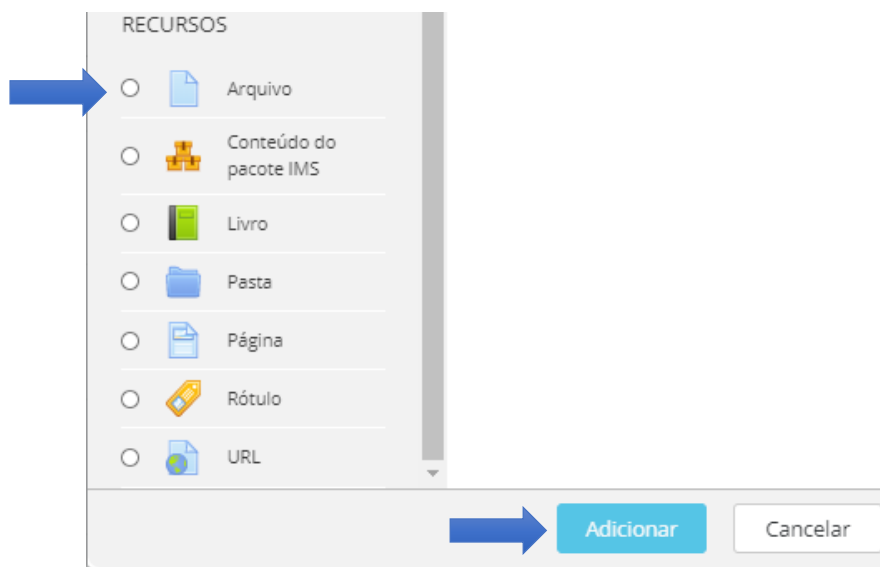 RECURSOS
Arquivo
Conteúdo do
pacote IMS
Livro
Pasta
Página
Rótulo
URL
Adicionar
Cancelar